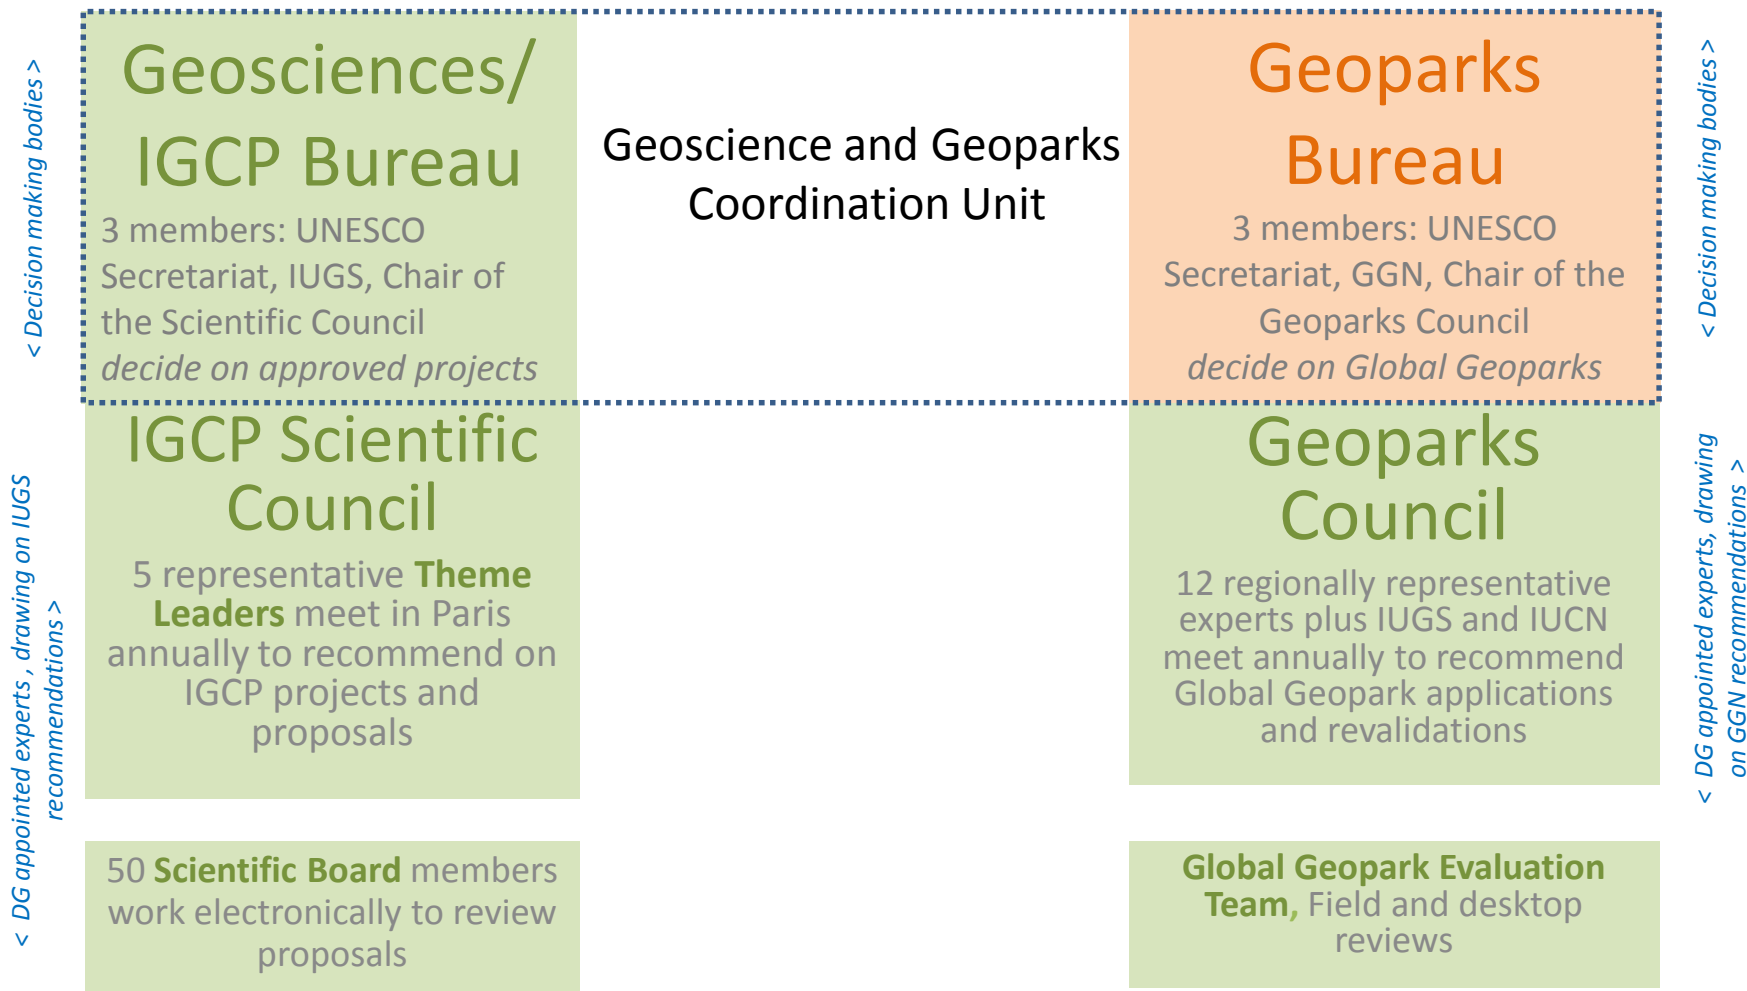 < Decision making bodies >
< DG appointed experts , drawing on IUGS
recommendations >
Geosciences/
IGCP Bureau
3 members: UNESCO
Secretariat, IUGS, Chair of
the Scientific Council
decide on approved projects
IGCP Scientific
Council
5 representative Theme
Leaders meet in Paris
annually to recommend on
IGCP projects and
proposals
50 Scientific Board members
work electronically to review
proposals
Geoscience and Geoparks
Coordination Unit
Geoparks
Bureau
3 members: UNESCO
Secretariat, GGN, Chair of the
Geoparks Council
decide on Global Geoparks
Geoparks
Council
12 regionally representative
experts plus IUGS and IUCN
meet annually to recommend
Global Geopark applications
and revalidations
Global Geopark Evaluation
Team, Field and desktop
reviews
< Decision making bodies >
< DG appointed experts, drawing
on GGN recommendations >